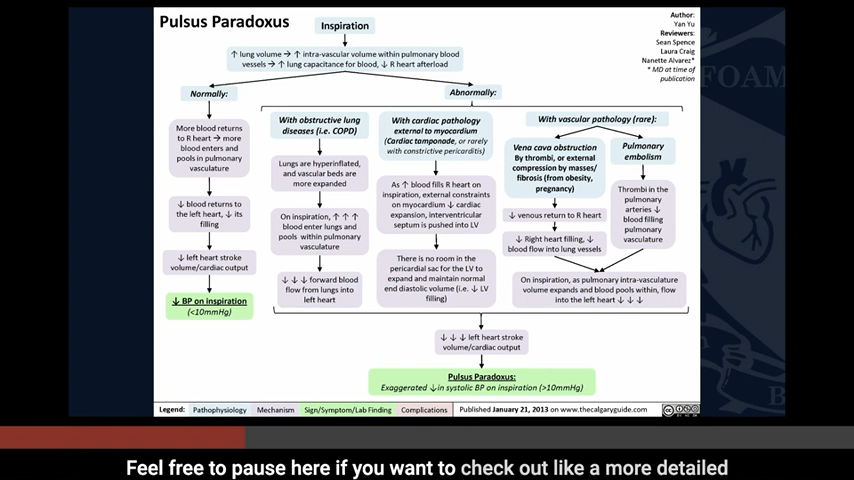 Pulsus Paradoxus
Inspiration
Author:
Yan Yu
Reviewers:
Sean Spence
Laura Craig
Nanette Alvarez*
* MD at time of
publication
↑ lung volume → ↑ intra-vascular volume within pulmonary blood
vessels → ↑ lung capacitance for blood, ↓ R heart afterload
Normally:
More blood returns
to R heart → more
blood enters and
pools in pulmonary
vasculature
↓ blood returns to
the left heart, ↓ its
filling
↓ left heart stroke
volume/cardiac output
↓ BP on inspiration
(<10mmHg)
Abnormally:
With obstructive lung
diseases (i.e. COPD)
Lungs are hyperinflated,
and vascular beds are
more expanded
On inspiration, ↑ ↑ ↑
blood enter lungs and
pools within pulmonary
vasculature
↓ ↓ ↓ forward blood
flow from lungs into
left heart
With cardiac pathology
external to myocardium
(Cardiac tamponade, or rarely
with constrictive pericarditis)
As ↑ blood fills R heart on
inspiration, external constraints
on myocardium ↓ cardiac
expansion, interventricular
septum is pushed into LV
There is no room in the
pericardial sac for the LV to
expand and maintain normal
end diastolic volume (i.e. ↓ LV
filling)
With vascular pathology (rare):
Vena cava obstruction
By thrombi, or external
compression by masses/
fibrosis (from obesity,
pregnancy)
↓ venous return to R heart
↓ Right heart filling, ↓
blood flow into lung vessels
Pulmonary
embolism
Thrombi in the
pulmonary
arteries ↓
blood filling
pulmonary
vasculature
On inspiration, as pulmonary intra-vasculature
volume expands and blood pools within, flow
into the left heart ↓ ↓ ↓
↓ ↓ ↓ left heart stroke
volume/cardiac output
Pulsus Paradoxus:
Exaggerated ↓ in systolic BP on inspiration (>10mmHg)
Legend: Pathophysiology Mechanism Sign/Symptom/Lab Finding Complications Published January 21, 2013 on www.thecalgaryguide.com
FOAM
Feel free to pause here if you want to check out like a more detailed